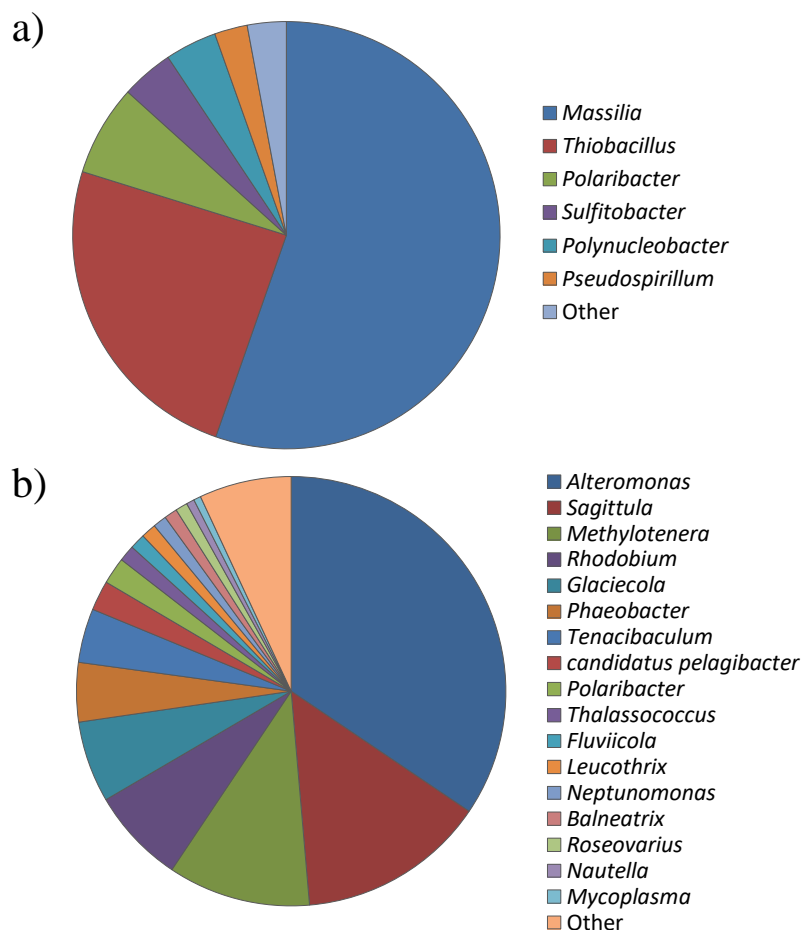 a)
Massilia
Thiobacillus
Polaribacter
Sulfitobacter
Polynucleobacter
Pseudospirillum
Other
b)
Alteromonas
Sagittula
Methylotenera
Rhodobium
Glaciecola
Phaeobacter
Tenacibaculum
candidatus pelagibacter
Polaribacter
Thalassococcus
Fluviicola
Leucothrix
Neptunomonas
Balneatrix
Roseovarius
Nautella
Mycoplasma
Other